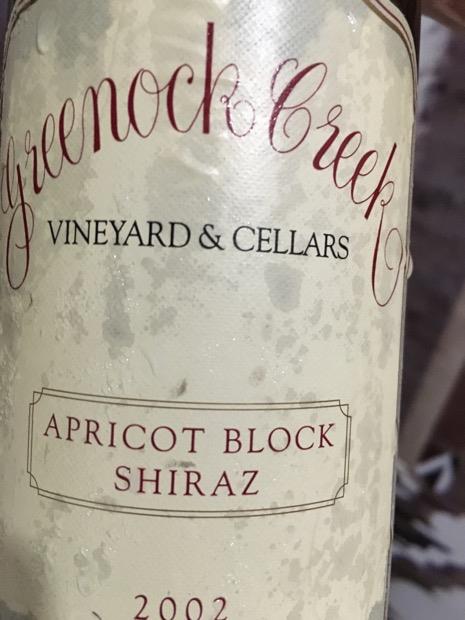 Greenock Creek
VINEYARD & CELLARS
APRICOT BLOCK
SHIRAZ
2002